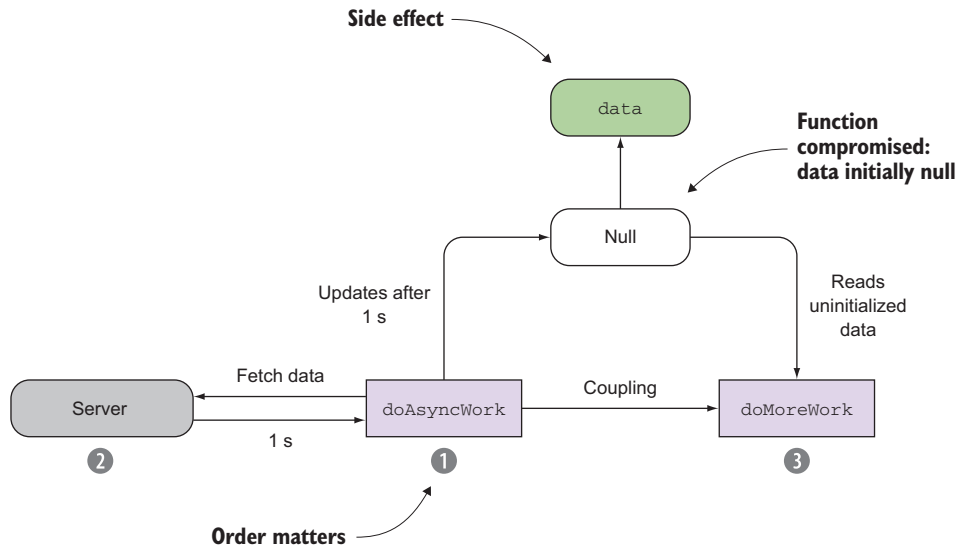 Side effect
data
Function
compromised:
data initially null
Null
Updates after
1 s
Reads
uninitialized
data
Fetch data
Coupling
Server
doAsyncWork
doMoreWork
1 s
2
1
3
Order matters